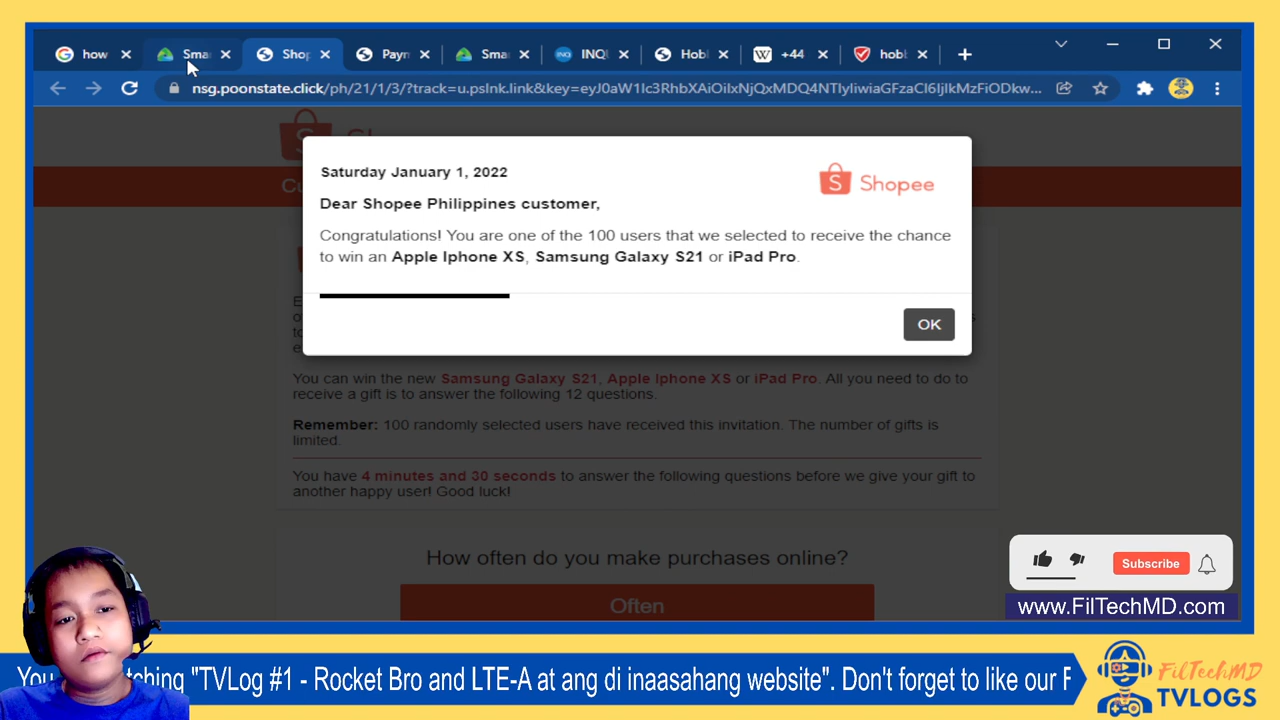 how
Sma
Shop
Payn
Sma
INQ
INQU
Hobl
W
+44
hobl
nsg.poonstate.click/ph/21/1/3/?track=u.pslnk.link&key=eyJ0aW1lc3RhbXAiOiIxNjQxMDQ4NTIyIiwiaGFzaCI6IjlkMzFiODkw...
Saturday January 1, 2022
S Shopee
Dear Shopee Philippines customer,
Congratulations! You are one of the 100 users that we selected to receive the chance
to win an Apple Iphone XS, Samsung Galaxy S21 or iPad Pro.
OK
You can win the new Samsung Galaxy S21, Apple Iphone XS or iPad Pro. All you need to do to
receive a gift is to answer the following 12 questions.
Remember: 100 randomly selected users have received this invitation. The number of gifts is
limited.
You have 4 minutes and 30 seconds to answer the following questions before we give your gift to
another happy user! Good luck!
How often do you make purchases online?
Often
Subscribe
www.FilTechMD.com
You tching "TVLog #1 - Rocket Bro and LTE-A at ang di inaasahang website". Don't forget to like our F
FilTechMD
TVLOGS